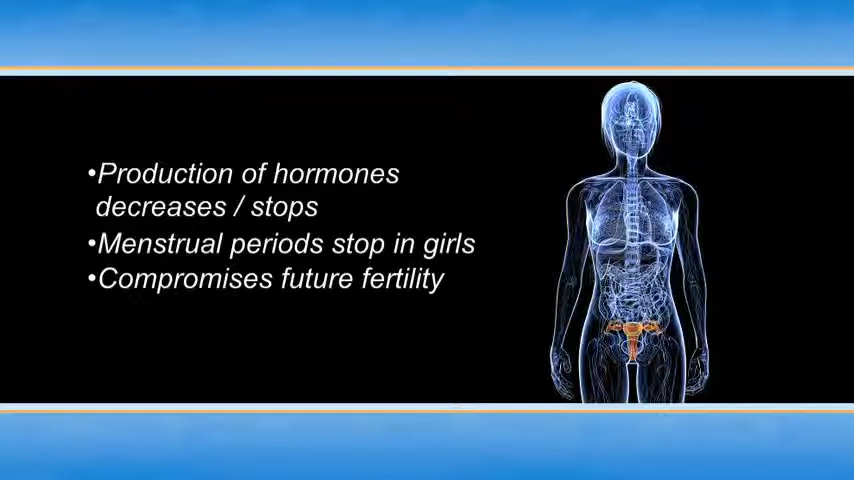 •Production of hormones
decreases / stops
•Menstrual periods stop in girls
•Compromises future fertility